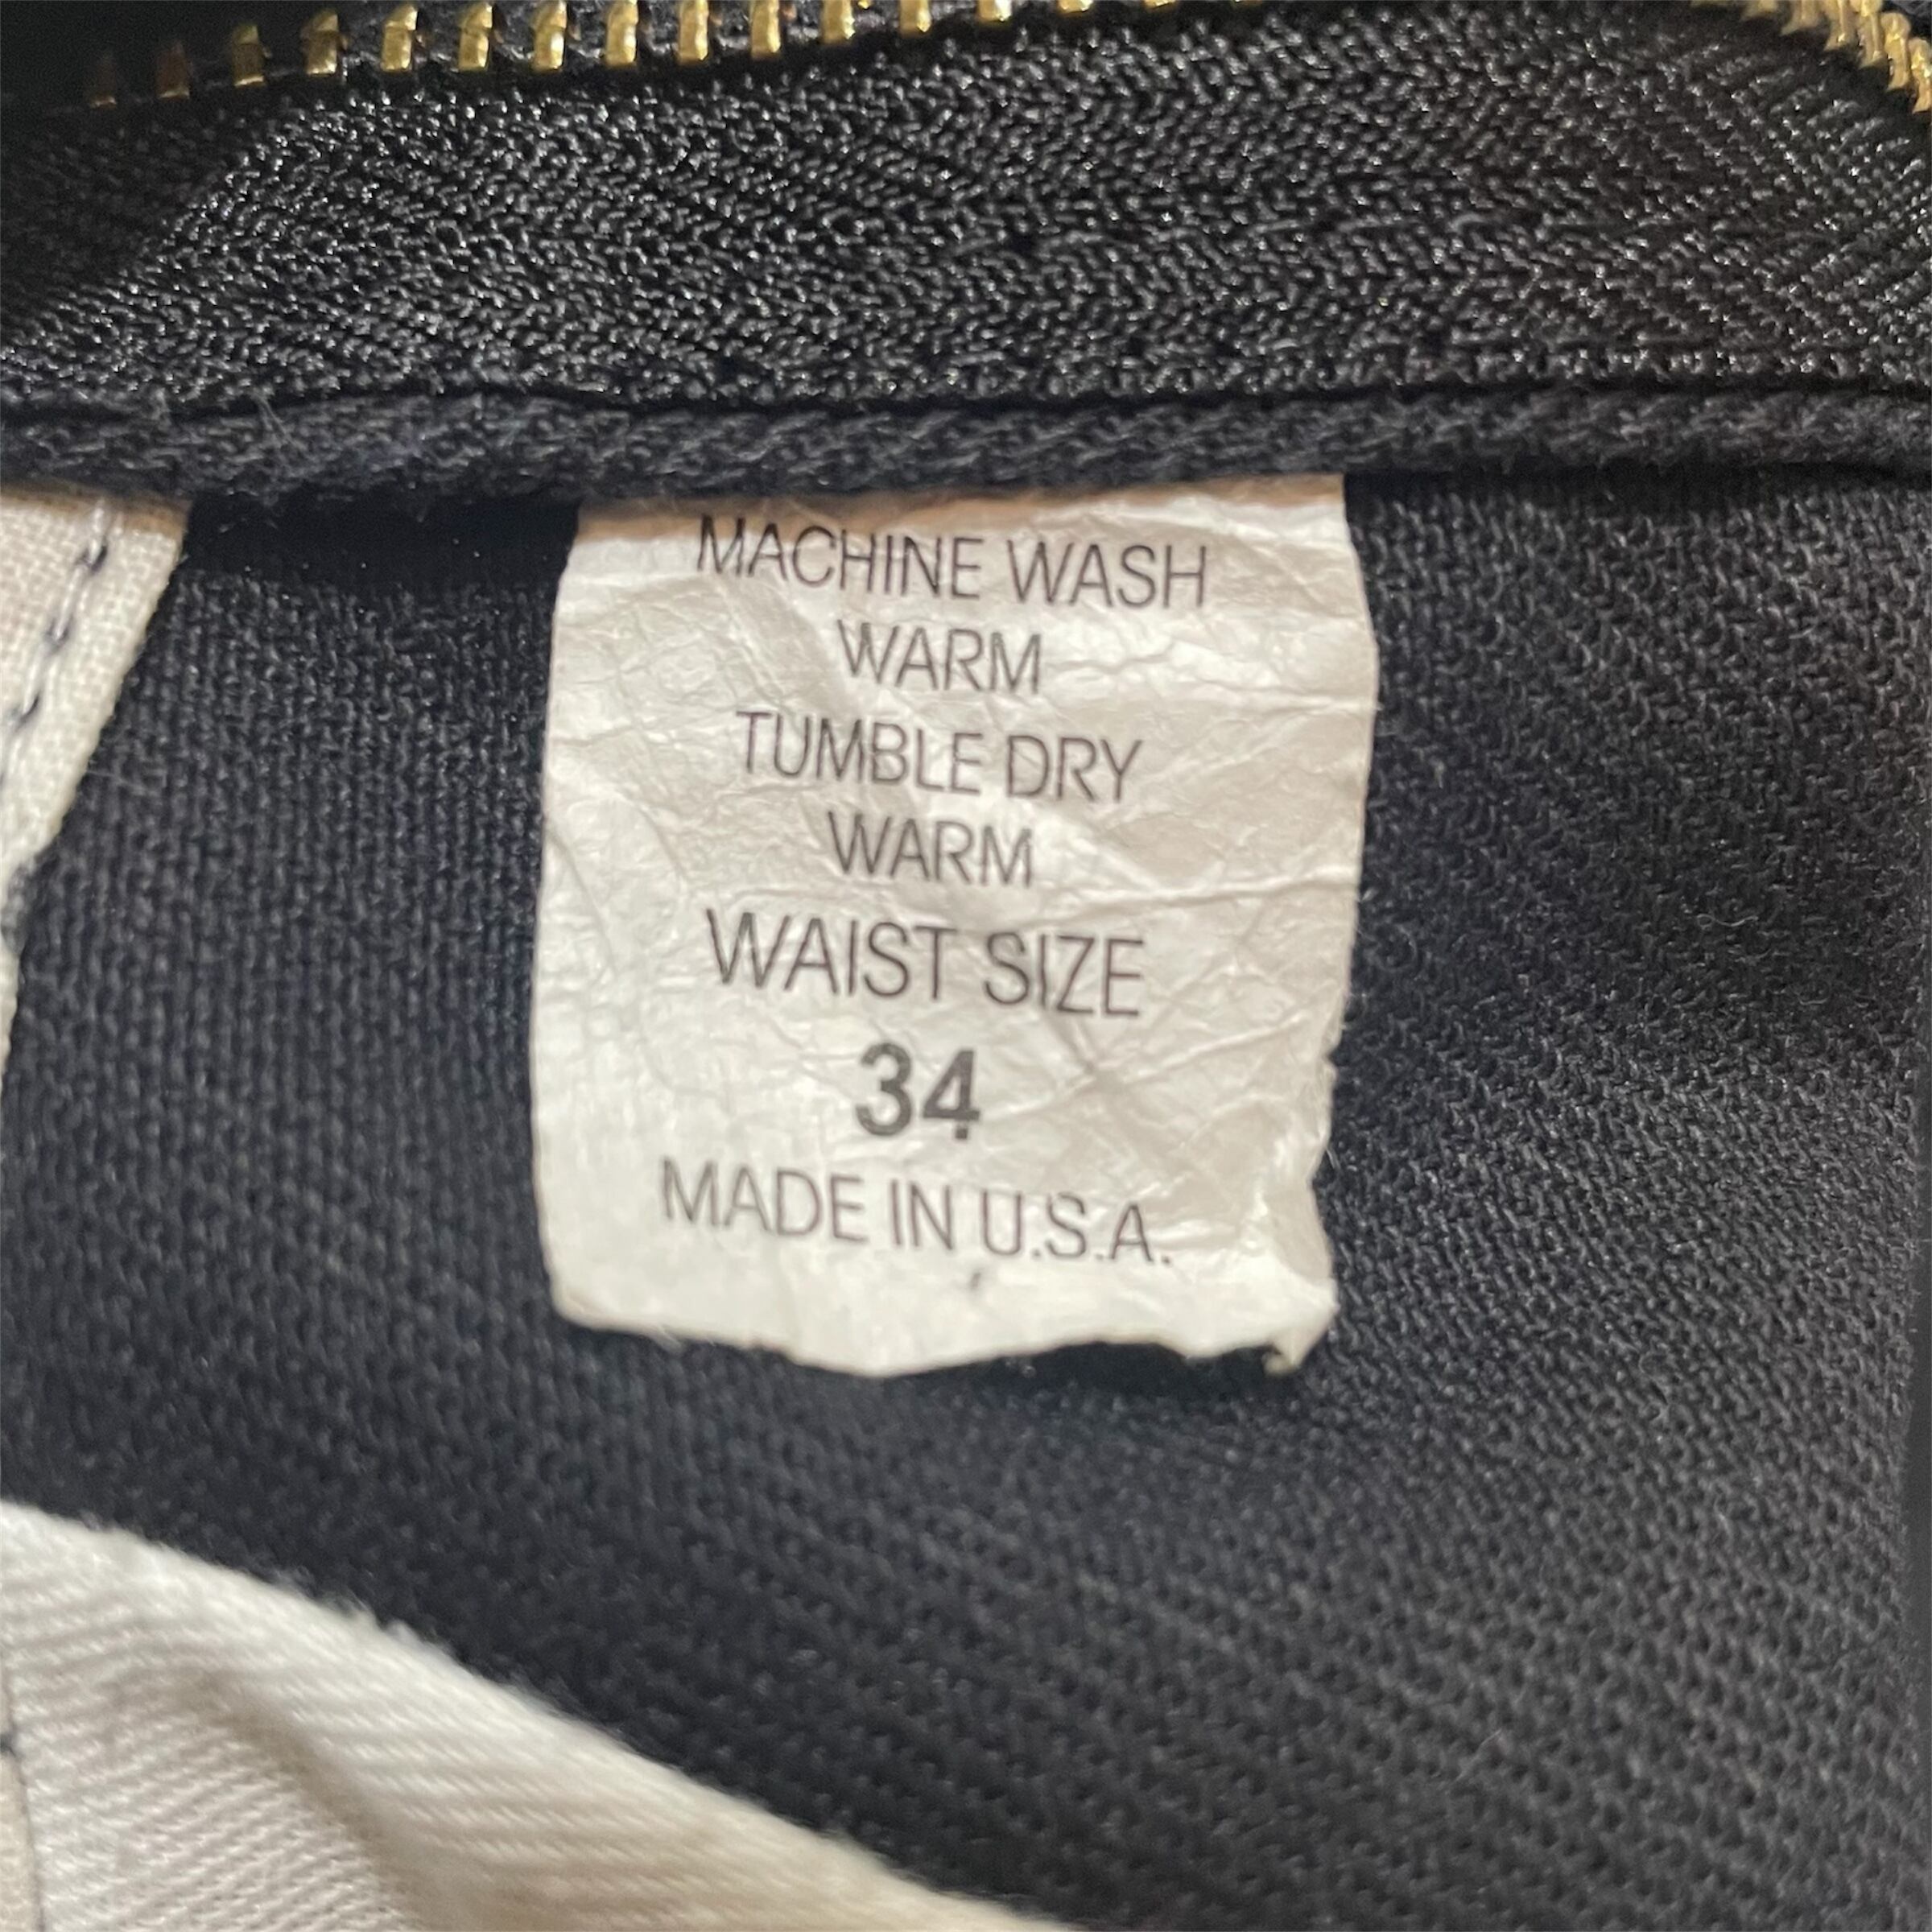 MACHINE WASH
WARM
TUMBLE DRY
WARM
WAIST SIZE
34
MADE IN U.S.A.